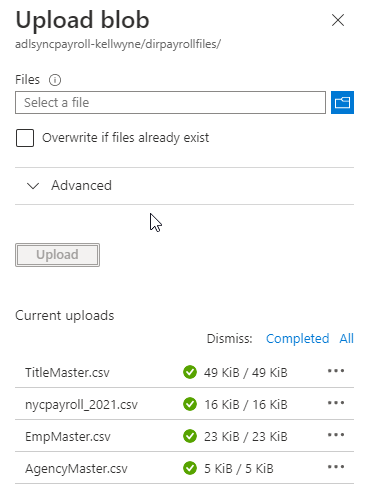 Upload blob
adlsyncpayroll-kellwyne/dirpayrollfiles/
Files
Select a file
Overwrite if files already exist
Advanced
Upload
Current uploads
Dismiss: Completed All
TitleMaster.csv 49 KiB / 49 KiB
nycpayroll_2021.csv 16 KiB / 16 KiB
EmpMaster.csv 23 KiB / 23 KiB
AgencyMaster.csv 5 KiB / 5 KiB